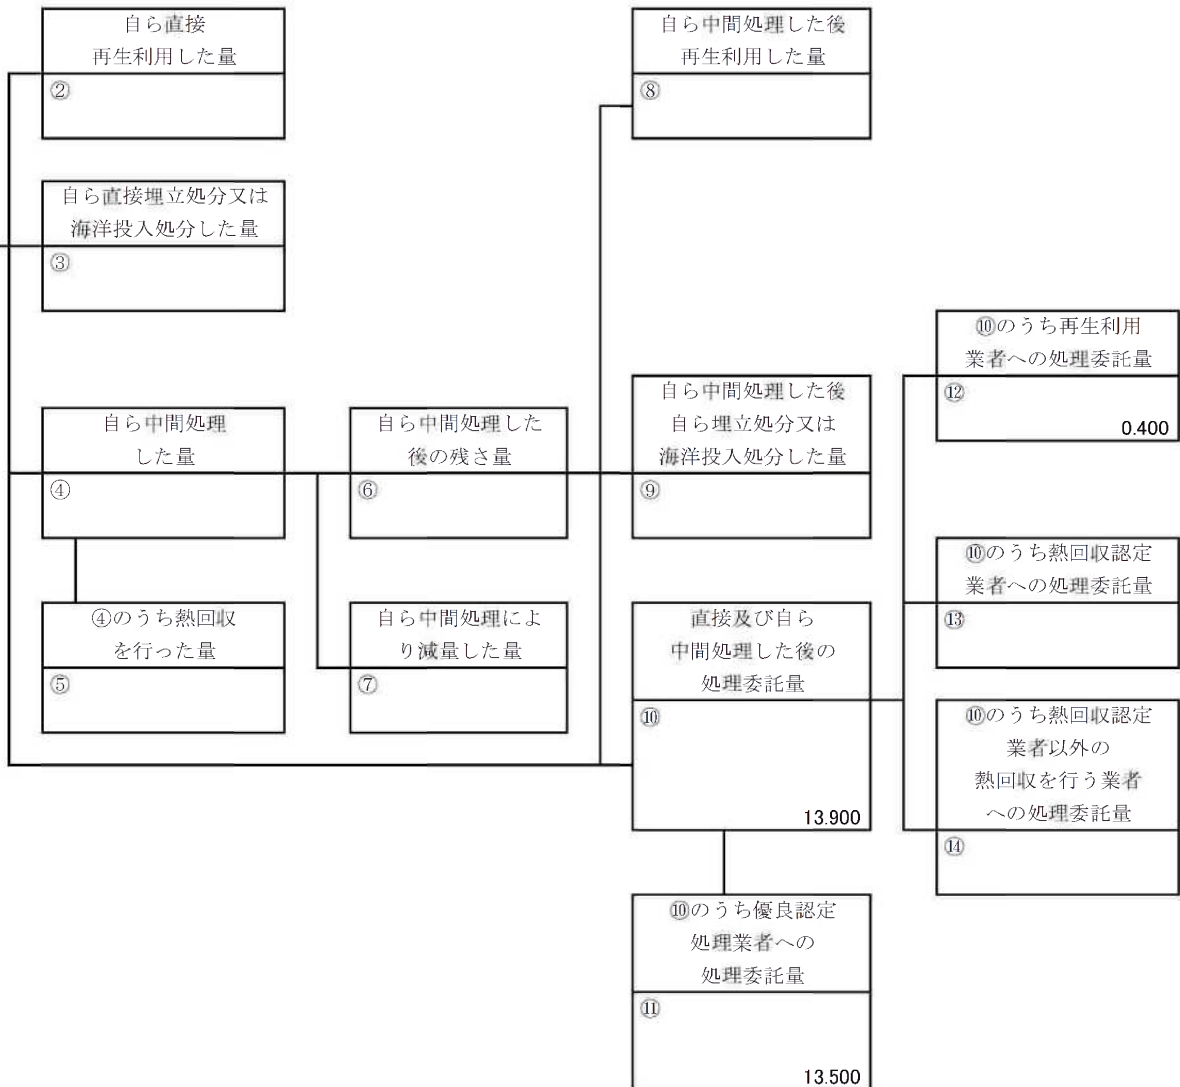 自ら直接
再生利用した量
②
自ら中間処理した後
再生利用した量
⑧
自ら直接埋立処分又は
海洋投入処分した量
③
⑩のうち再生利用
業者への処理委託量
⑫
0.400
自ら中間処理
した量
④
自ら中間処理した
後の残さ量
⑥
自ら中間処理した後
自ら埋立処分又は
海洋投入処分した量
⑨
⑩のうち熱回収認定
業者への処理委託量
⑬
④のうち熱回収
を行った量
⑤
自ら中間処理によ
り減量した量
⑦
直接及び自ら
中間処理した後の
処理委託量
⑩
13.900
⑩のうち熱回収認定
業者以外の
熱回収を行う業者
への処理委託量
⑭
⑩のうち優良認定
処理業者への
処理委託量
⑪
13.500